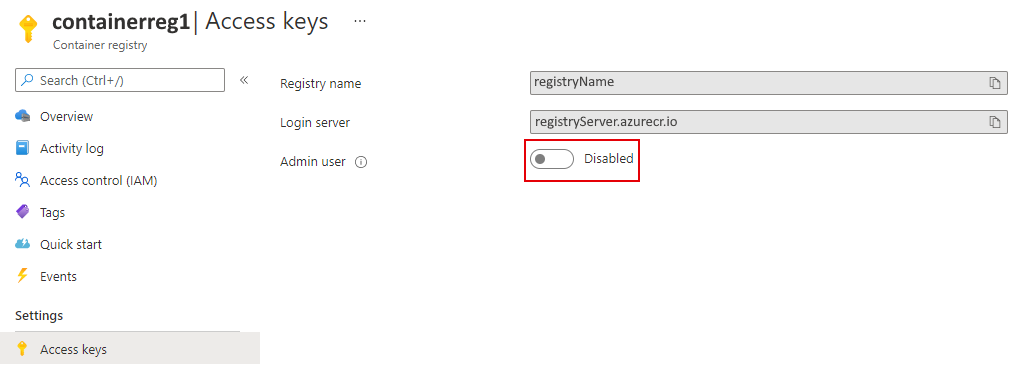 containerreg1 | Access keys ...
Container registry
Search (Ctrl+/)
«
Overview
Activity log
Access control (IAM)
Tags
Quick start
Events
Settings
Access keys
Registry name
registryName
Login server
registryServer.azurecr.io
Admin user
Disabled